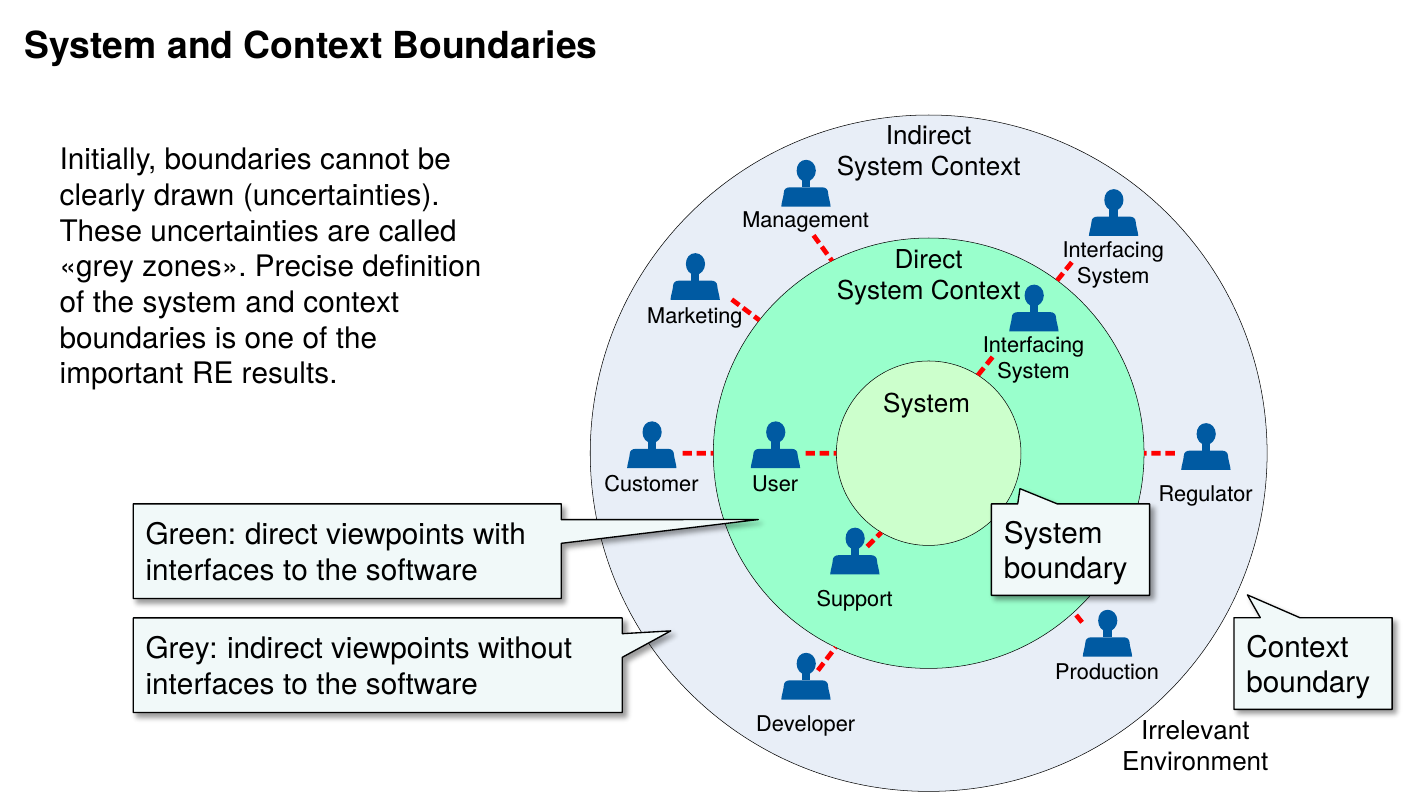 System and Context Boundaries
Initially, boundaries cannot be
clearly drawn (uncertainties).
These uncertainties are called
«grey zones». Precise definition
of the system and context
boundaries is one of the
important RE results.
Indirect
System Context
Management
Interfacing
System
Direct
System Context
Marketing
Interfacing
System
System
Customer
User
Regulator
Green: direct viewpoints with
interfaces to the software
System
boundary
Support
Grey: indirect viewpoints without
interfaces to the software
Production
Context
boundary
Developer
Irrelevant
Environment